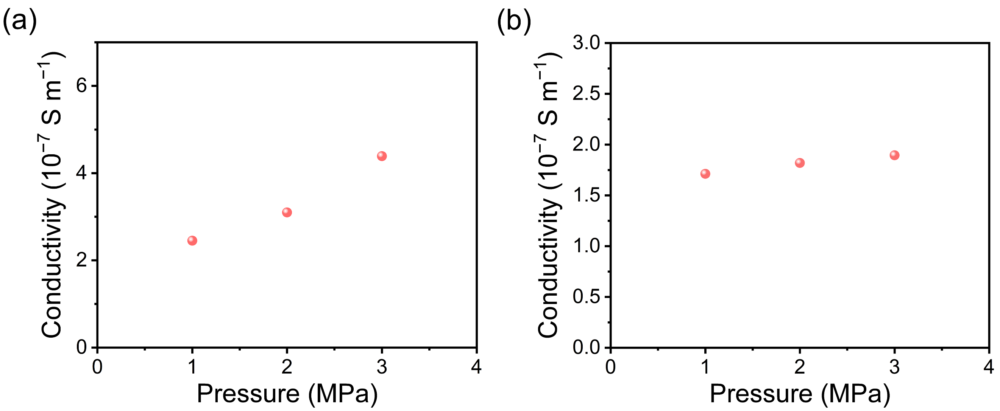 (a)
Conductivity (10⁻⁷ S m⁻¹)
6
4
2
0
0 1 2 3 4
Pressure (MPa)
(b)
Conductivity (10⁻⁷ S m⁻¹)
3.0
2.5
2.0
1.5
1.0
0.5
0.0
0 1 2 3 4
Pressure (MPa)